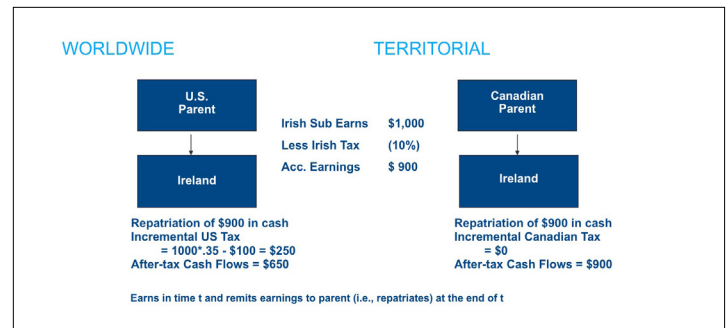 WORLDWIDE
TERRITORIAL
U.S.
Parent
Ireland
Irish Sub Earns $1,000
Less Irish Tax (10%)
Acc. Earnings $ 900
Canadian
Parent
Ireland
Repatriation of $900 in cash
Incremental US Tax
= 1000*.35 - $100 = $250
After-tax Cash Flows = $650
Repatriation of $900 in cash
Incremental Canadian Tax
= $0
After-tax Cash Flows = $900
Earns in time t and remits earnings to parent (i.e., repatriates) at the end of t